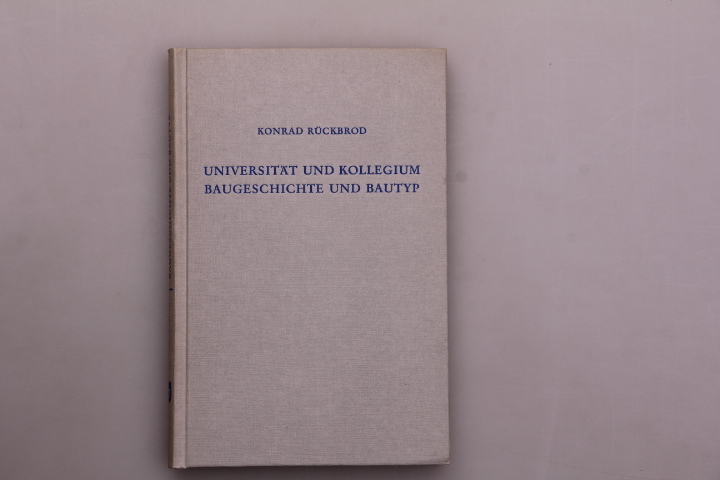 KONRAD RÜCKBROD
UNIVERSITÄT UND KOLLEGIUM
BAUGESCHICHTE UND BAUTYP